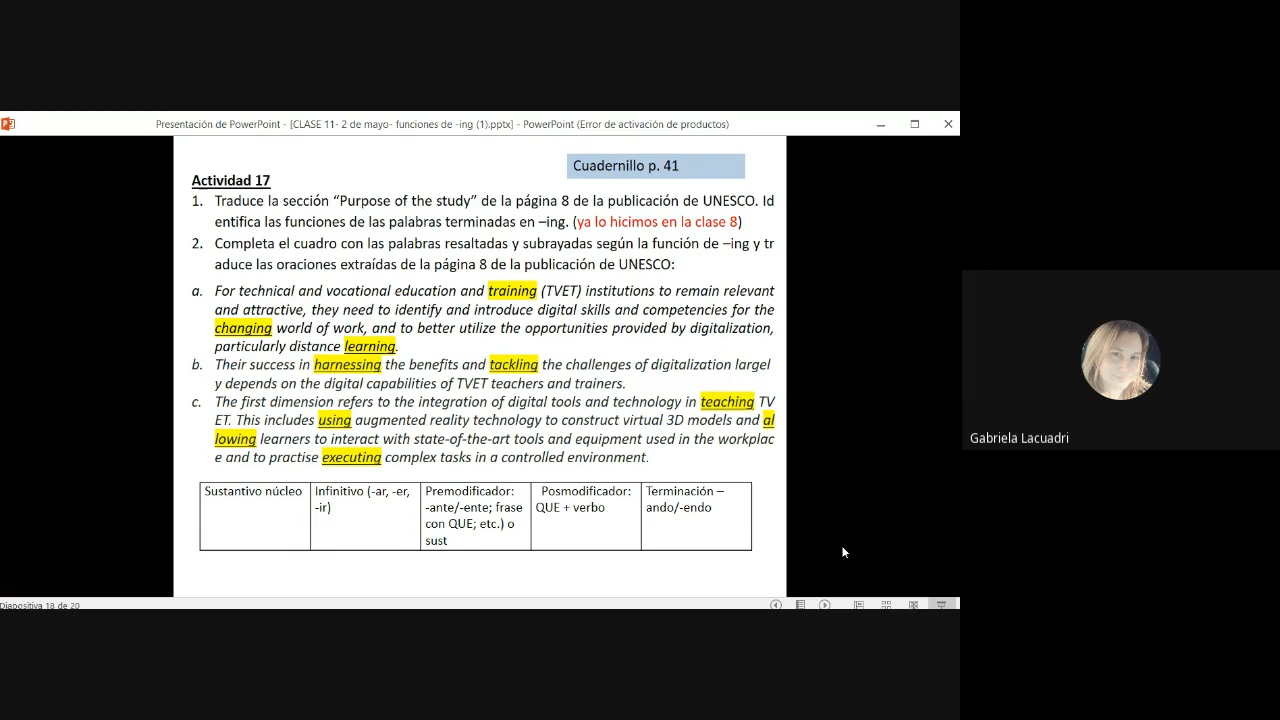 Presentación de PowerPoint - [CLASE 11- 2 de mayo- funciones de -ing (1).pptx] - PowerPoint (Error de activación de productos)
Cuadernillo p. 41
Actividad 17
1. Traduce la sección “Purpose of the study” de la página 8 de la publicación de UNESCO. Id
entifica las funciones de las palabras terminadas en –ing. (ya lo hicimos en la clase 8)
2. Completa el cuadro con las palabras resaltadas y subrayadas según la función de –ing y tr
aduce las oraciones extraídas de la página 8 de la publicación de UNESCO:
a. For technical and vocational education and training (TVET) institutions to remain relevant
and attractive, they need to identify and introduce digital skills and competencies for the
changing world of work, and to better utilize the opportunities provided by digitalization,
particularly distance learning.
b. Their success in harnessing the benefits and tackling the challenges of digitalization largel
y depends on the digital capabilities of TVET teachers and trainers.
c. The first dimension refers to the integration of digital tools and technology in teaching TV
ET. This includes using augmented reality technology to construct virtual 3D models and al
lowing learners to interact with state-of-the-art tools and equipment used in the workplac
e and to practise executing complex tasks in a controlled environment.
Sustantivo núcleo
Infinitivo (-ar, -er,
-ir)
Premodificador:
-ante/-ente; frase
con QUE; etc.) o
sust
Posmodificador:
QUE + verbo
Terminación –
ando/-endo
Diapositiva 18 de 20
Gabriela Lacuadri